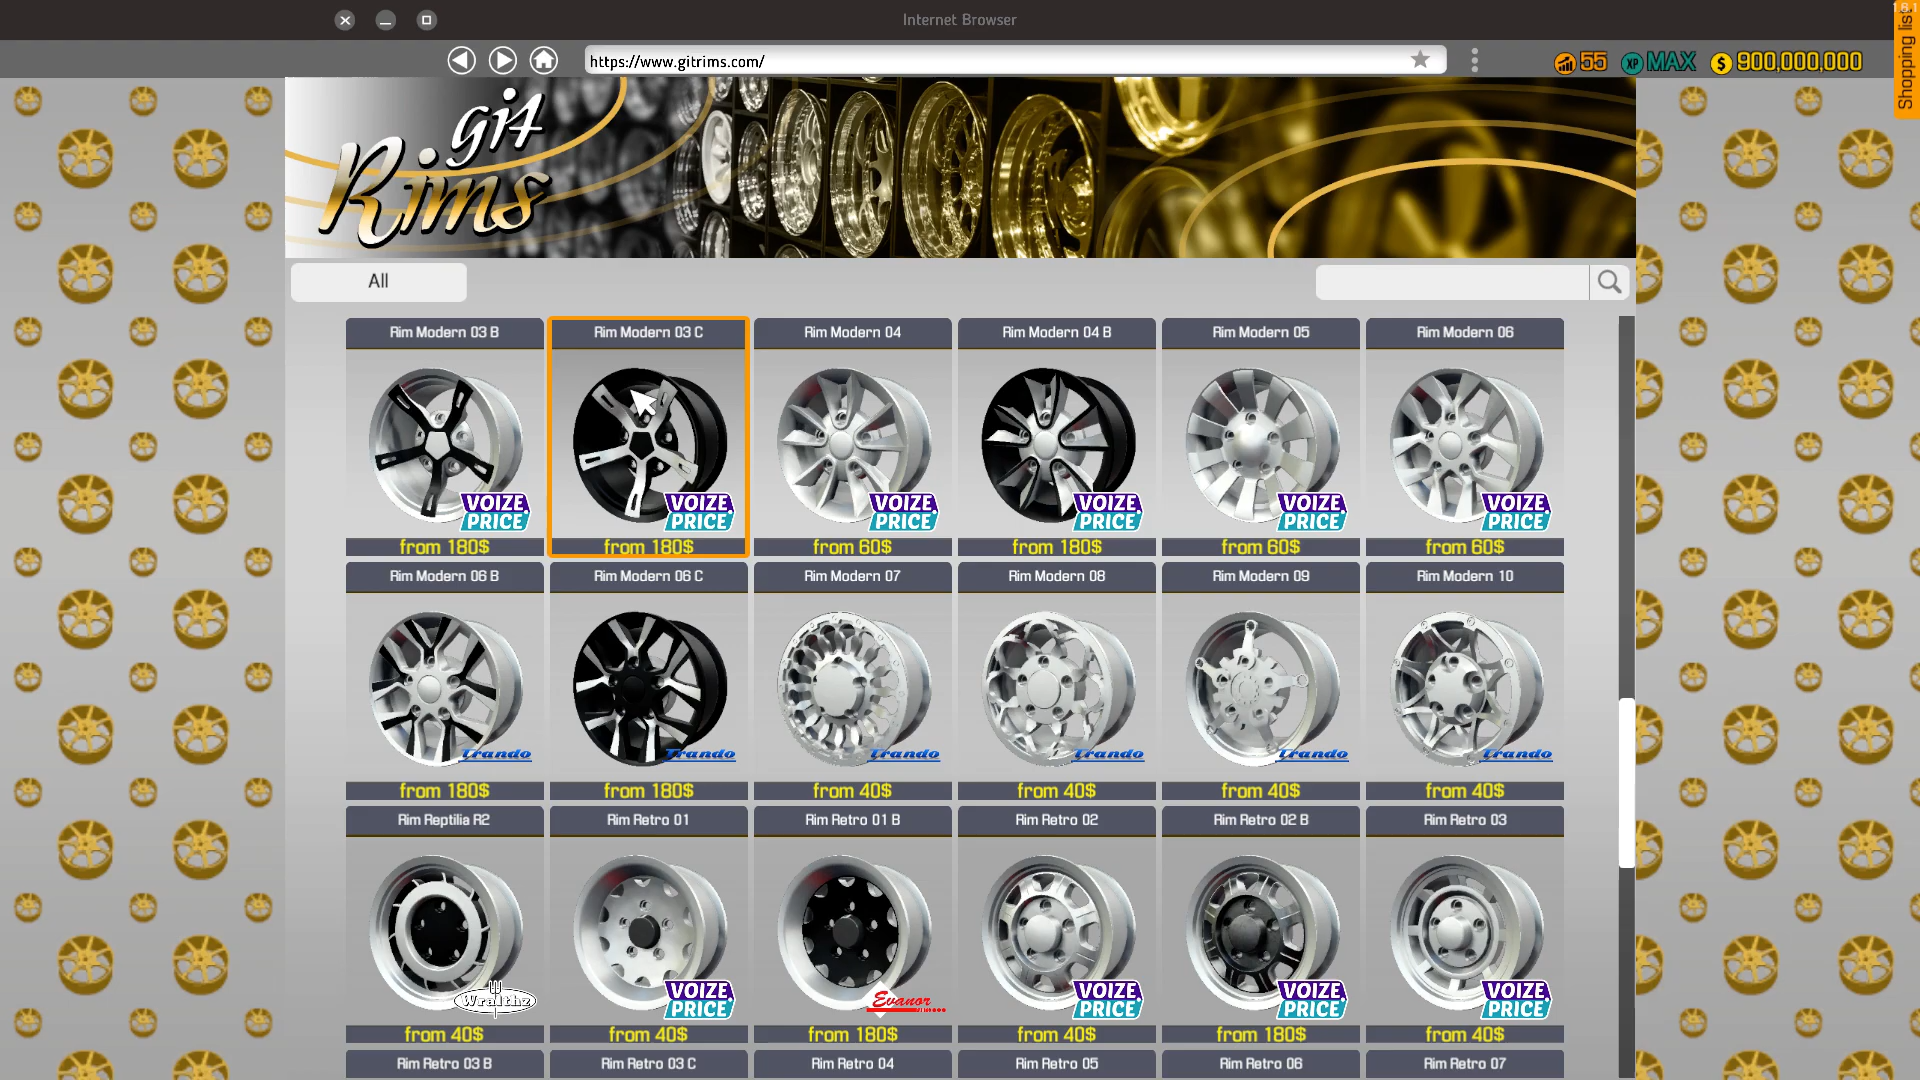 Internet Browser
1.6.1
https://www.gitrims.com/
55
XP MAX
$ 900,000,000
Shopping list
git
Rims
All
Rim Modern 03 B
Rim Modern 03 C
Rim Modern 04
Rim Modern 04 B
Rim Modern 05
Rim Modern 06
VOIZE PRICE
VOIZE PRICE
VOIZE PRICE
VOIZE PRICE
VOIZE PRICE
VOIZE PRICE
from 180$
from 180$
from 60$
from 180$
from 60$
from 60$
Rim Modern 06 B
Rim Modern 06 C
Rim Modern 07
Rim Modern 08
Rim Modern 09
Rim Modern 10
Trando
Trando
Trando
Trando
Trando
Trando
from 180$
from 180$
from 40$
from 40$
from 40$
from 40$
Rim Reptilia R2
Rim Retro 01
Rim Retro 01 B
Rim Retro 02
Rim Retro 02 B
Rim Retro 03
Wraithz
VOIZE PRICE
Evanor
VOIZE PRICE
VOIZE PRICE
VOIZE PRICE
from 40$
from 40$
from 180$
from 40$
from 180$
from 40$
Rim Retro 03 B
Rim Retro 03 C
Rim Retro 04
Rim Retro 05
Rim Retro 06
Rim Retro 07